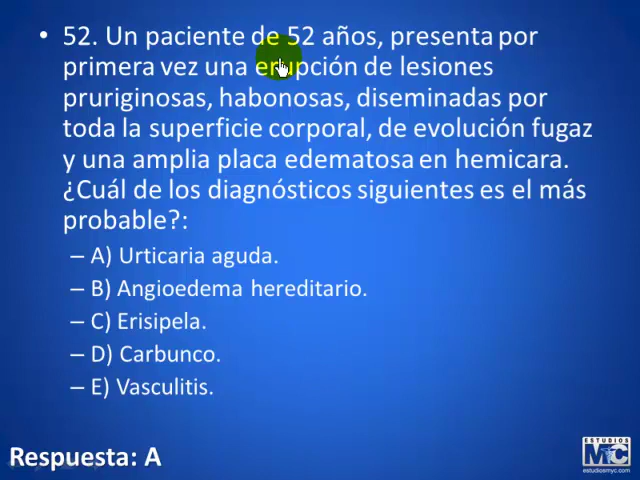 • 52. Un paciente de 52 años, presenta por
primera vez una erupción de lesiones
pruriginosas, habonosas, diseminadas por
toda la superficie corporal, de evolución fugaz
y una amplia placa edematosa en hemicara.
¿Cuál de los diagnósticos siguientes es el más
probable?:
– A) Urticaria aguda.
– B) Angioedema hereditario.
– C) Erisipela.
– D) Carbunco.
– E) Vasculitis.
Respuesta: A
ESTUDIOS
MC
estudiosmyc.com